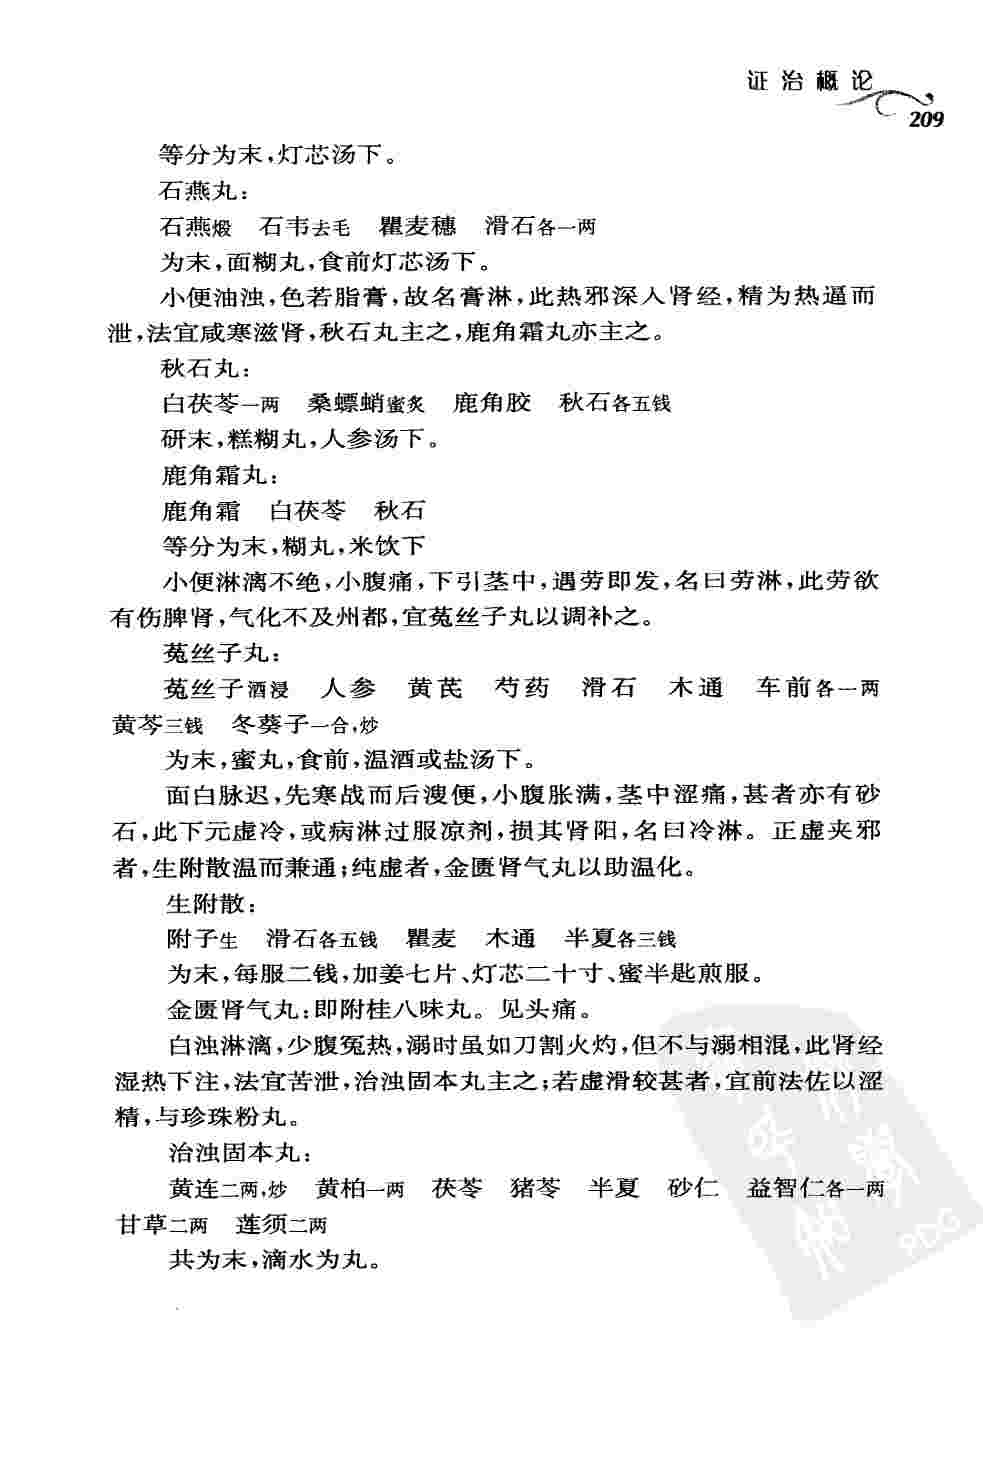 证治概论
209
等分为末,灯芯汤下。
石燕丸:
石燕煅　石韦去毛　瞿麦穗　滑石各一两
为末,面糊丸,食前灯芯汤下。
小便油浊,色若脂膏,故名膏淋,此热邪深入肾经,精为热逼而
泄,法宜咸寒滋肾,秋石丸主之,鹿角霜丸亦主之。
秋石丸:
白茯苓一两　桑螵蛸蜜炙　鹿角胶　秋石各五钱
研末,糕糊丸,人参汤下。
鹿角霜丸:
鹿角霜　白茯苓　秋石
等分为末,糊丸,米饮下
小便淋漓不绝,小腹痛,下引茎中,遇劳即发,名曰劳淋,此劳欲
有伤脾肾,气化不及州都,宜菟丝子丸以调补之。
菟丝子丸:
菟丝子酒浸　人参　黄芪　芍药　滑石　木通　车前各一两
黄芩三钱　冬葵子一合,炒
为末,蜜丸,食前,温酒或盐汤下。
面白脉迟,先寒战而后溲便,小腹胀满,茎中涩痛,甚者亦有砂
石,此下元虚冷,或病淋过服凉剂,损其肾阳,名曰冷淋。正虚夹邪
者,生附散温而兼通;纯虚者,金匮肾气丸以助温化。
生附散:
附子生　滑石各五钱　瞿麦　木通　半夏各三钱
为末,每服二钱,加姜七片、灯芯二十寸、蜜半匙煎服。
金匮肾气丸:即附桂八味丸。见头痛。
白浊淋漓,少腹冤热,溺时虽如刀割火灼,但不与溺相混,此肾经
湿热下注,法宜苦泄,治浊固本丸主之;若虚滑较甚者,宜前法佐以涩
精,与珍珠粉丸。
治浊固本丸:
黄连二两,炒　黄柏一两　茯苓　猪苓　半夏　砂仁　益智仁各一两
甘草二两　莲须二两
共为末,滴水为丸。
PDG